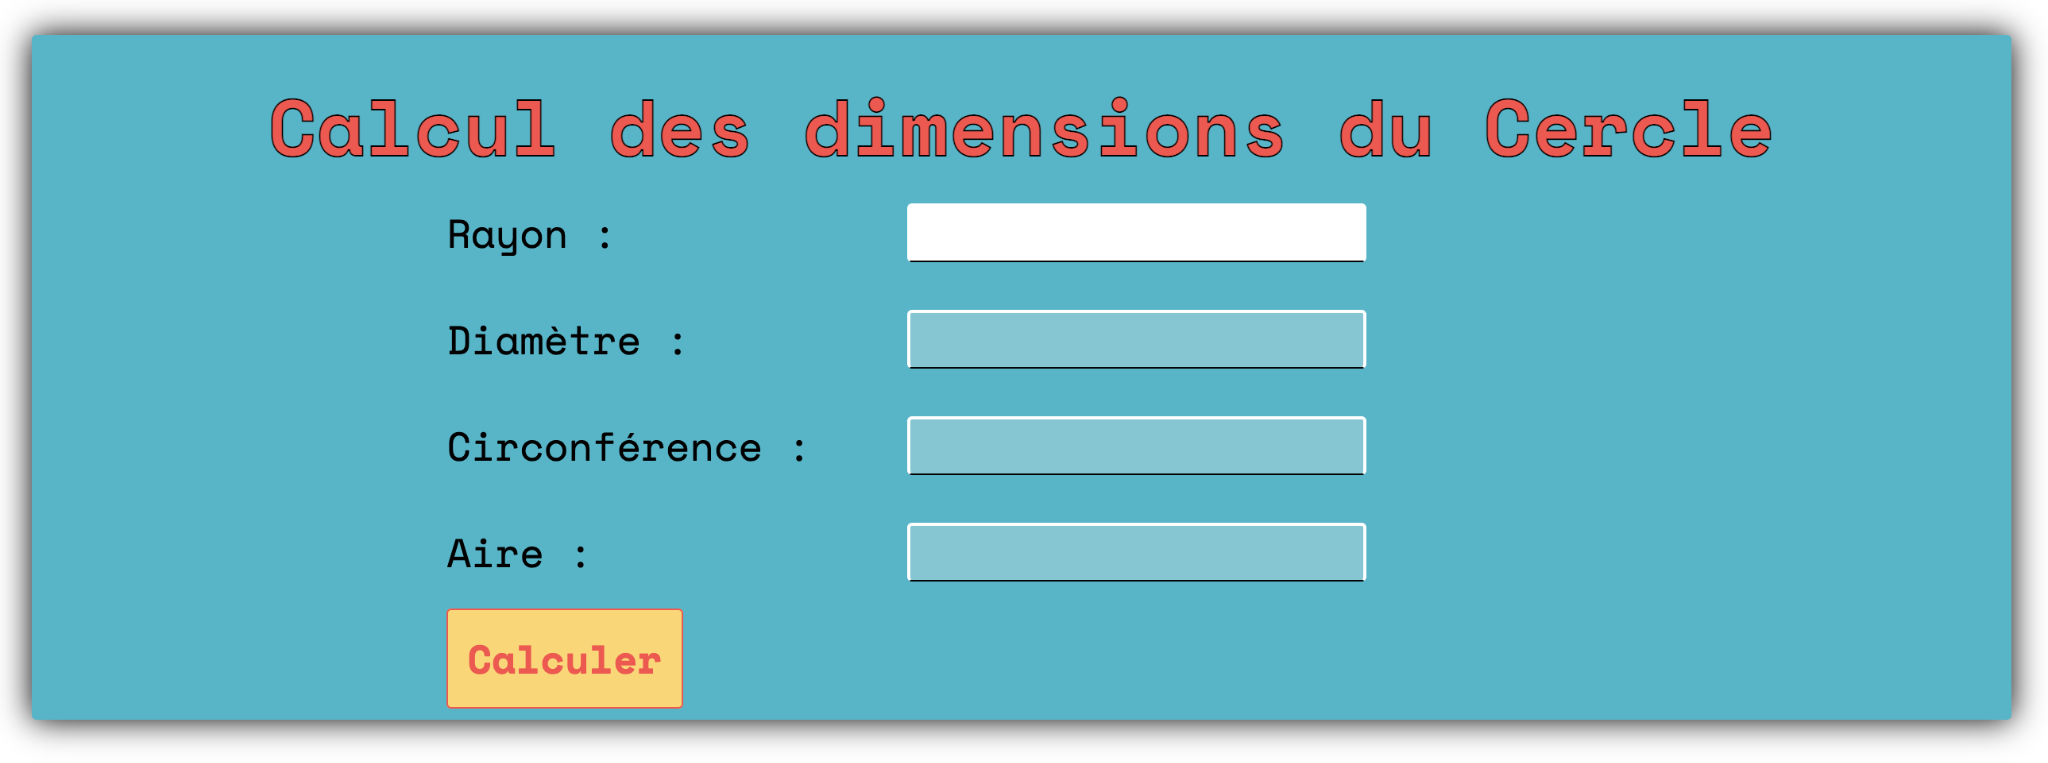 Calcul des dimensions du Cercle
Rayon :
Diamètre :
Circonférence :
Aire :
Calculer